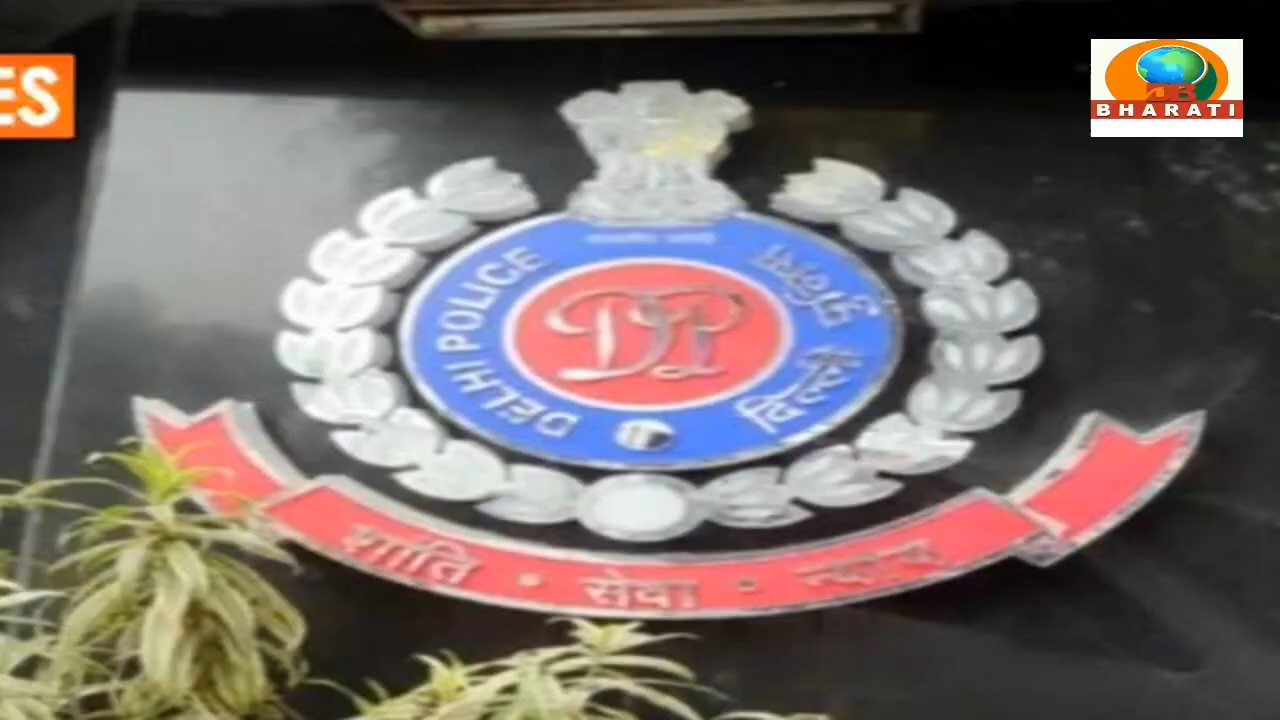 ES
BHARATI
DELHI POLICE
दिल्ली पुलिस
DP
शांति • सेवा • न्याय